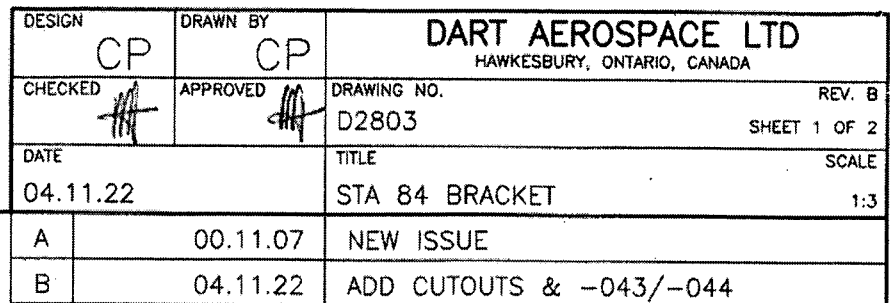 DESIGN
CP
DRAWN BY
CP
DART AEROSPACE LTD
HAWKESBURY, ONTARIO, CANADA
CHECKED
APPROVED
DRAWING NO.
REV. B
D2803
SHEET 1 OF 2
DATE
TITLE
SCALE
04.11.22
STA 84 BRACKET
1:3
A 00.11.07 NEW ISSUE
B 04.11.22 ADD CUTOUTS & -043/-044